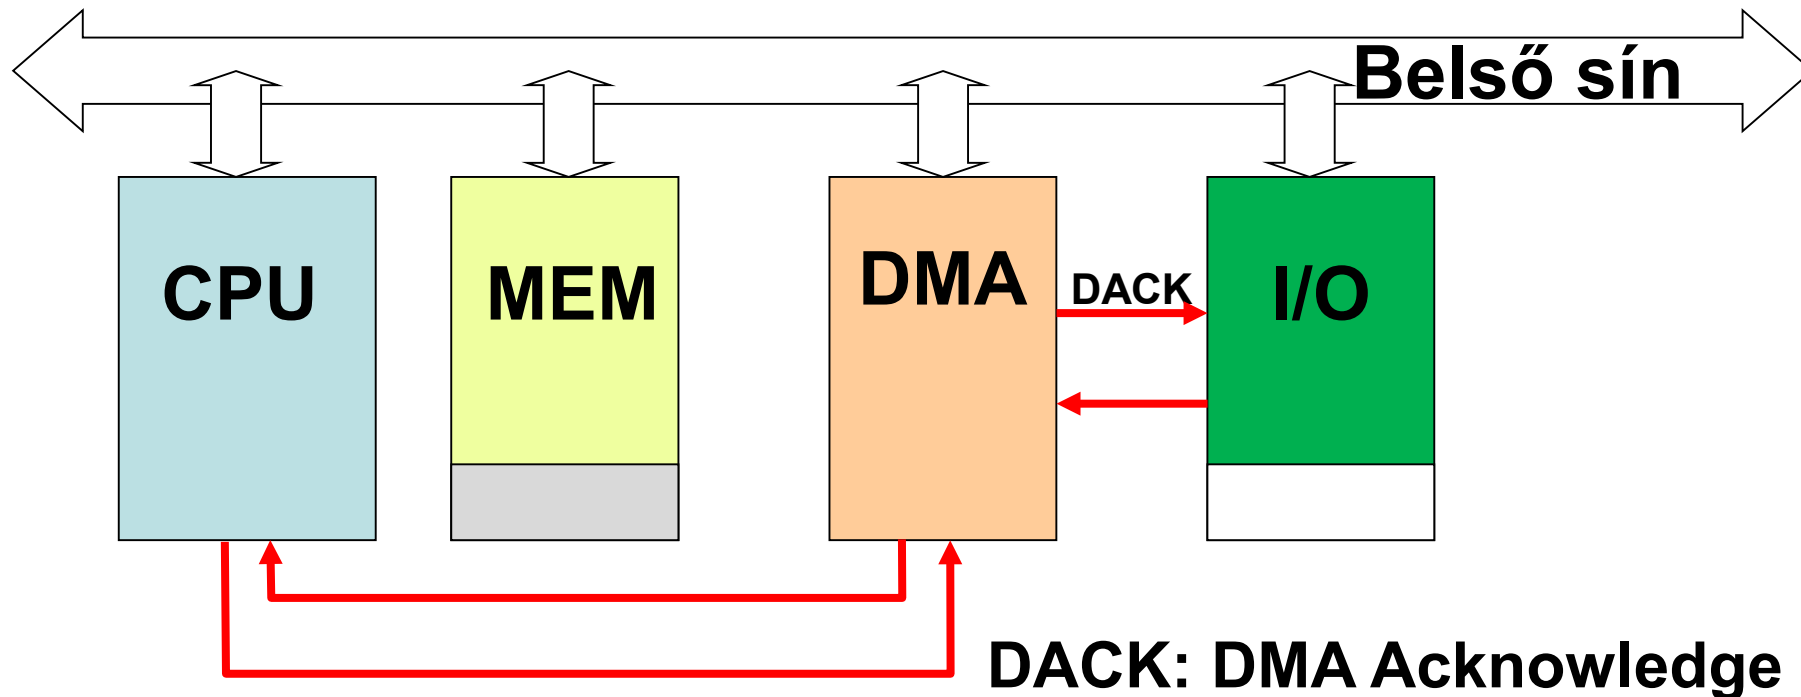 Belső sín
CPU
MEM
DMA
DACK
I/O
DACK: DMA Acknowledge